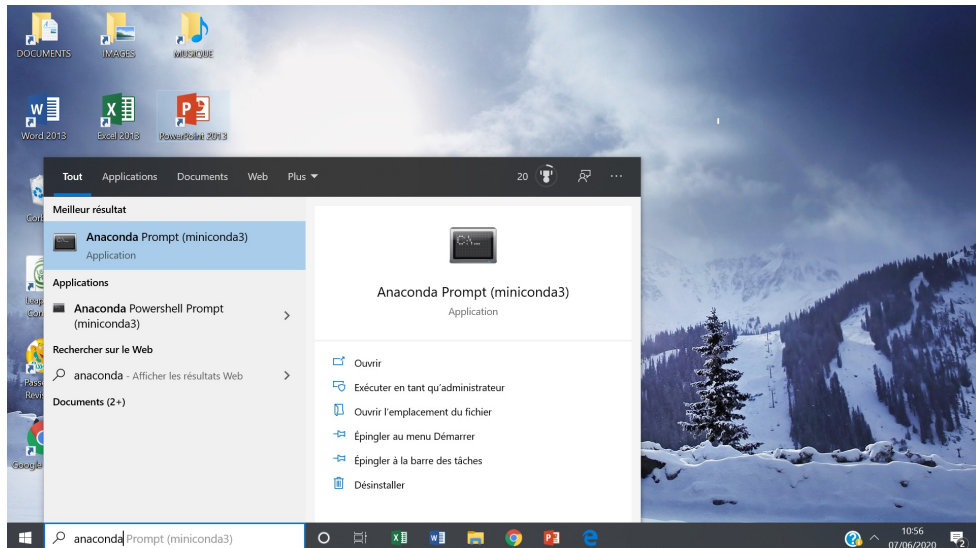 DOCUMENTS
IMAGES
MUSIQUE
Word 2013
Excel 2013
PowerPoint 2013
Tout Applications Documents Web Plus
20
Meilleur résultat
Anaconda Prompt (miniconda3)
Application
Applications
Anaconda Powershell Prompt
(miniconda3)
Rechercher sur le Web
anaconda - Afficher les résultats Web
Documents (2+)
Anaconda Prompt (miniconda3)
Application
Ouvrir
Exécuter en tant qu'administrateur
Ouvrir l'emplacement du fichier
Épingler au menu Démarrer
Épingler à la barre des tâches
Désinstaller
Google
anaconda Prompt (miniconda3)
10:56
07/06/2020
2